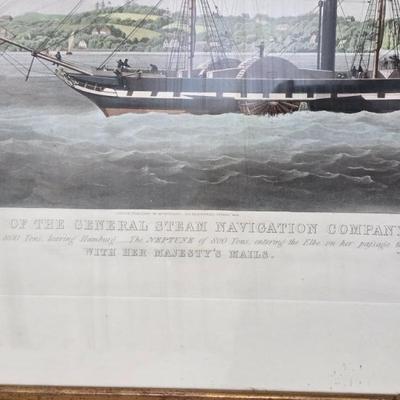 OF THE GENERAL STEAM NAVIGATION COMPANY
800 Tons, leaving Hamburg. The NEPTUNE of 800 Tons, entering the Elbe on her passage
WITH HER MAJESTY'S MAILS.